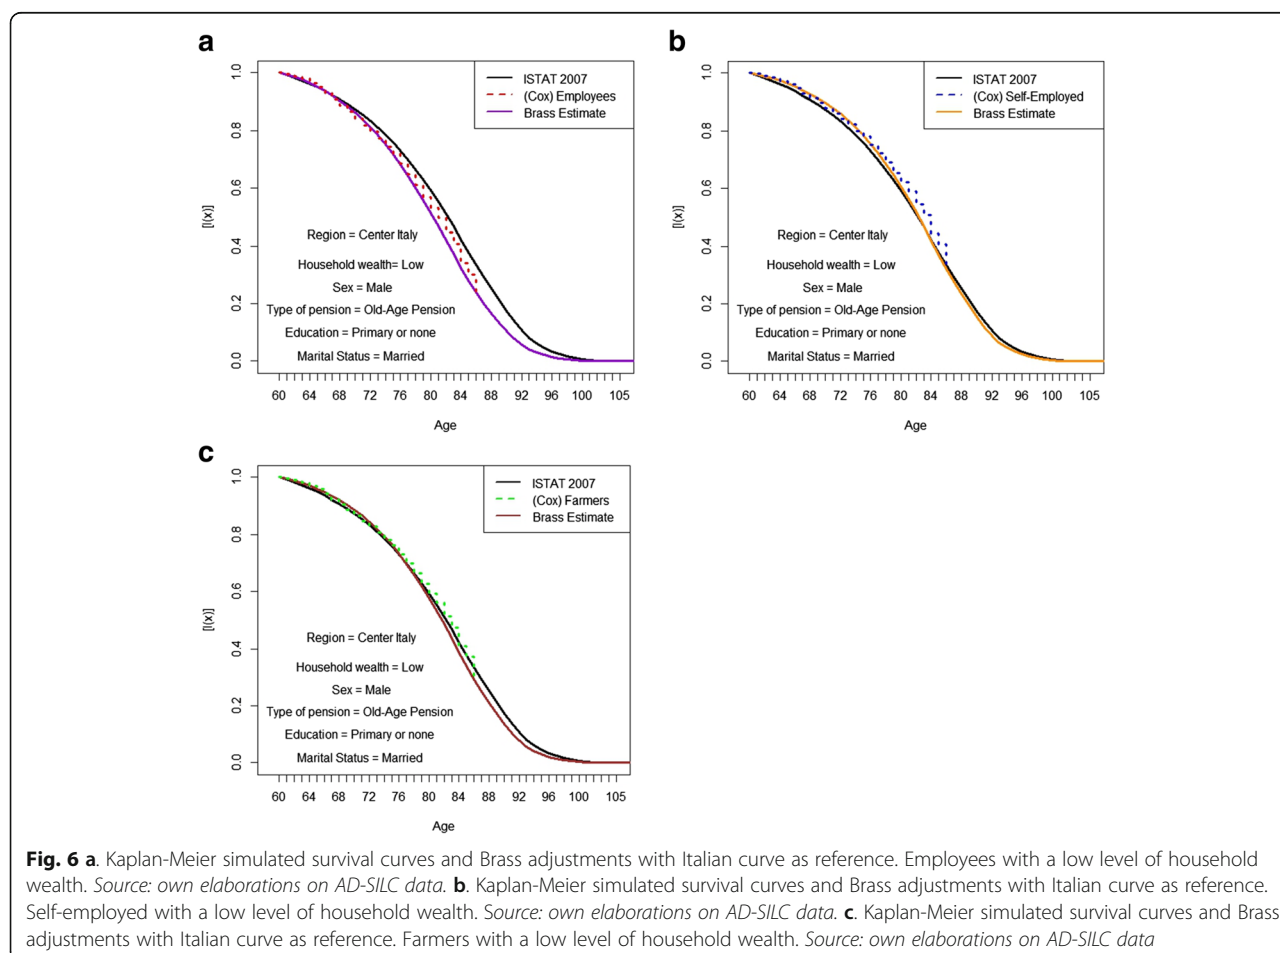 a
1.0
0.8
0.6
0.4
0.2
0.0
[l(x)]
ISTAT 2007
(Cox) Employees
Brass Estimate
Region = Center Italy
Household wealth= Low
Sex = Male
Type of pension = Old-Age Pension
Education = Primary or none
Marital Status = Married
60 64 68 72 76 80 84 88 92 96 100 105
Age
b
1.0
0.8
0.6
0.4
0.2
0.0
[l(x)]
ISTAT 2007
(Cox) Self-Employed
Brass Estimate
Region = Center Italy
Household wealth = Low
Sex = Male
Type of pension = Old-Age Pension
Education = Primary or none
Marital Status = Married
60 64 68 72 76 80 84 88 92 96 100 105
Age
c
1.0
0.8
0.6
0.4
0.2
0.0
[l(x)]
ISTAT 2007
(Cox) Farmers
Brass Estimate
Region = Center Italy
Household wealth = Low
Sex = Male
Type of pension = Old-Age Pension
Education = Primary or none
Marital Status = Married
60 64 68 72 76 80 84 88 92 96 100 105
Age
Fig. 6 a. Kaplan-Meier simulated survival curves and Brass adjustments with Italian curve as reference. Employees with a low level of household
wealth. Source: own elaborations on AD-SILC data. b. Kaplan-Meier simulated survival curves and Brass adjustments with Italian curve as reference.
Self-employed with a low level of household wealth. Source: own elaborations on AD-SILC data. c. Kaplan-Meier simulated survival curves and Brass
adjustments with Italian curve as reference. Farmers with a low level of household wealth. Source: own elaborations on AD-SILC data